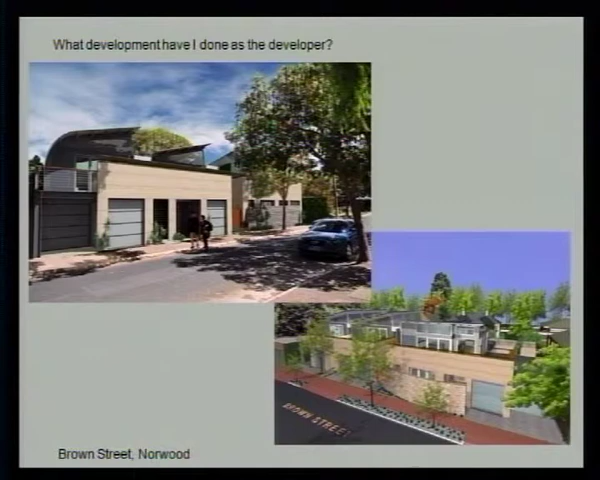 What development have I done as the developer?
BROWN STREET
Brown Street, Norwood